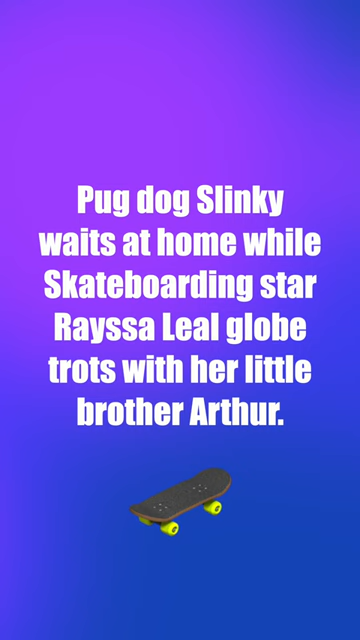 Pug dog Slinky
waits at home while
Skateboarding star
Rayssa Leal globe
trots with her little
brother Arthur.